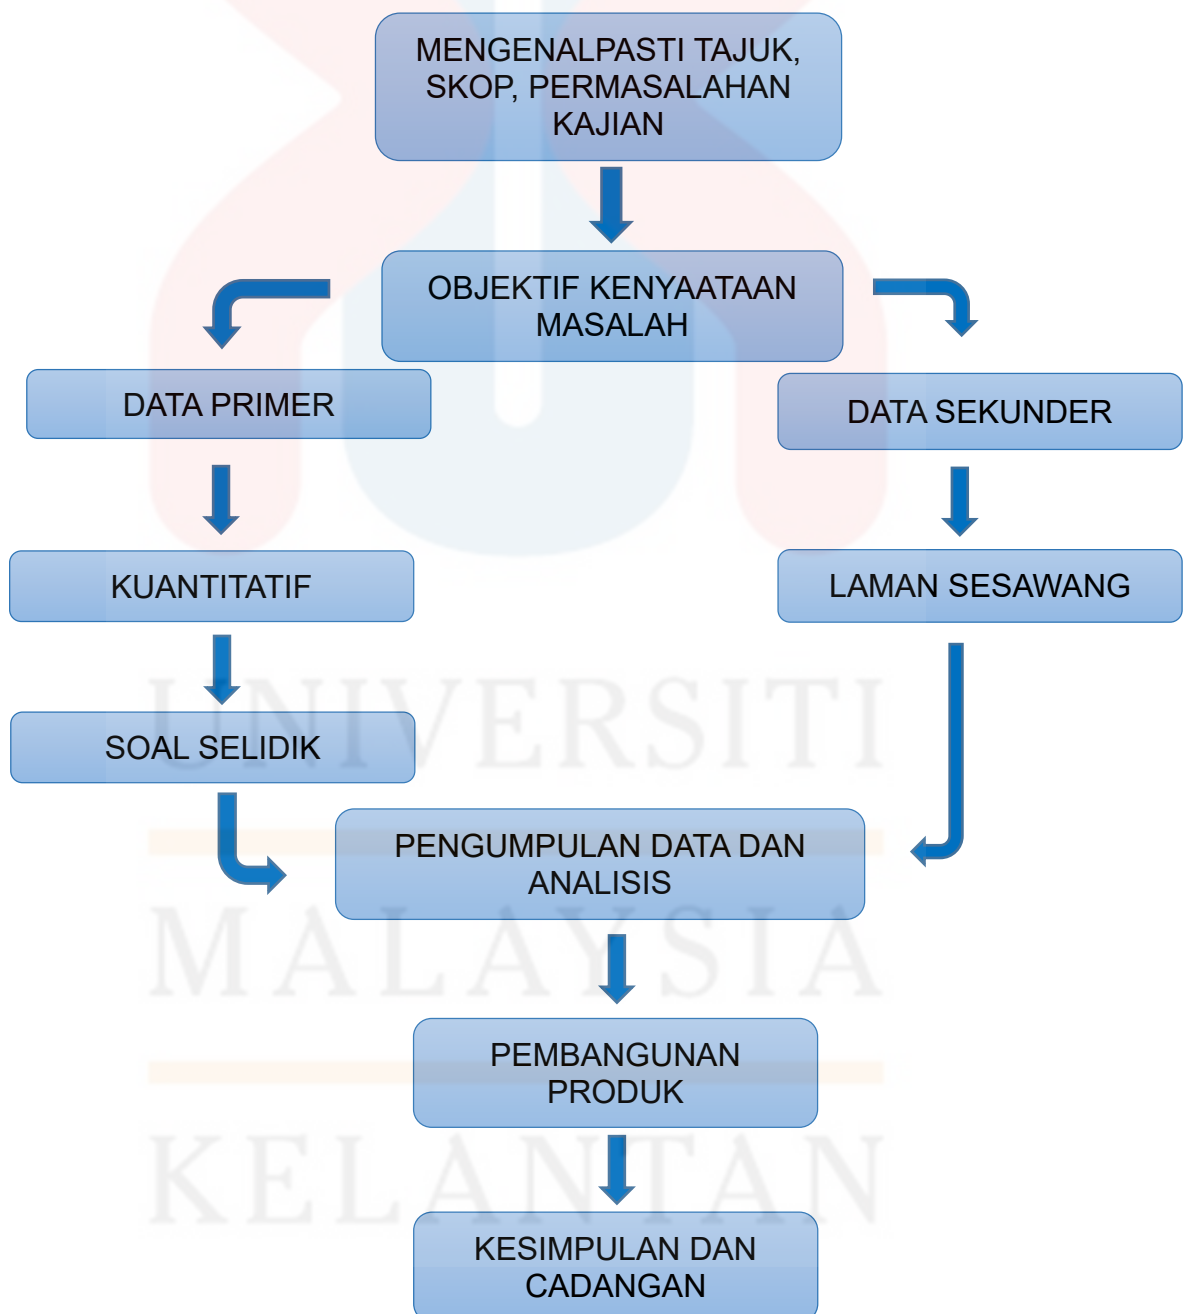 MENGENALPASTI TAJUK,
SKOP, PERMASALAHAN
KAJIAN
OBJEKTIF KENYAATAAN
MASALAH
DATA PRIMER
DATA SEKUNDER
KUANTITATIF
LAMAN SESAWANG
SOAL SELIDIK
PENGUMPULAN DATA DAN
ANALISIS
PEMBANGUNAN
PRODUK
KESIMPULAN DAN
CADANGAN
UNIVERSITI
MALAYSIA
KELANTAN